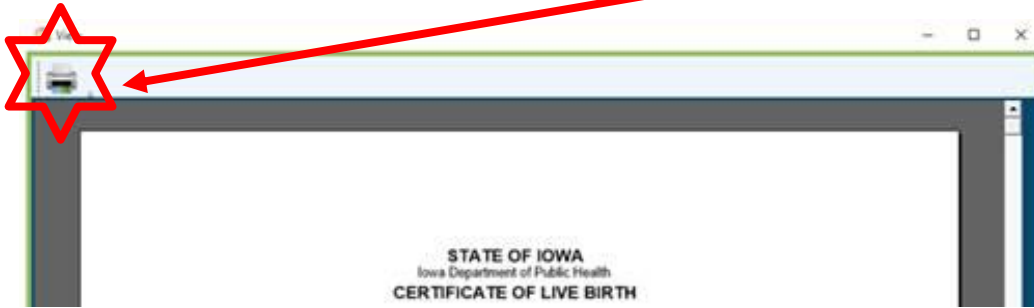 STATE OF IOWA
Iowa Department of Public Health
CERTIFICATE OF LIVE BIRTH